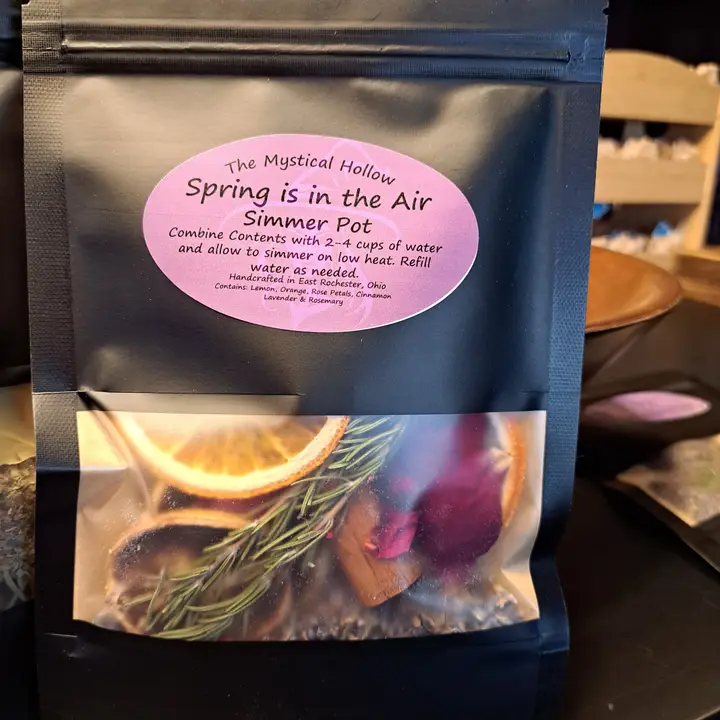 The Mystical Hollow
Spring is in the Air
Simmer Pot
Combine Contents with 2-4 cups of water
and allow to simmer on low heat. Refill
water as needed.
Handcrafted in East Rochester, Ohio
Contains: Lemon, Orange, Rose Petals, Cinnamon
Lavender & Rosemary